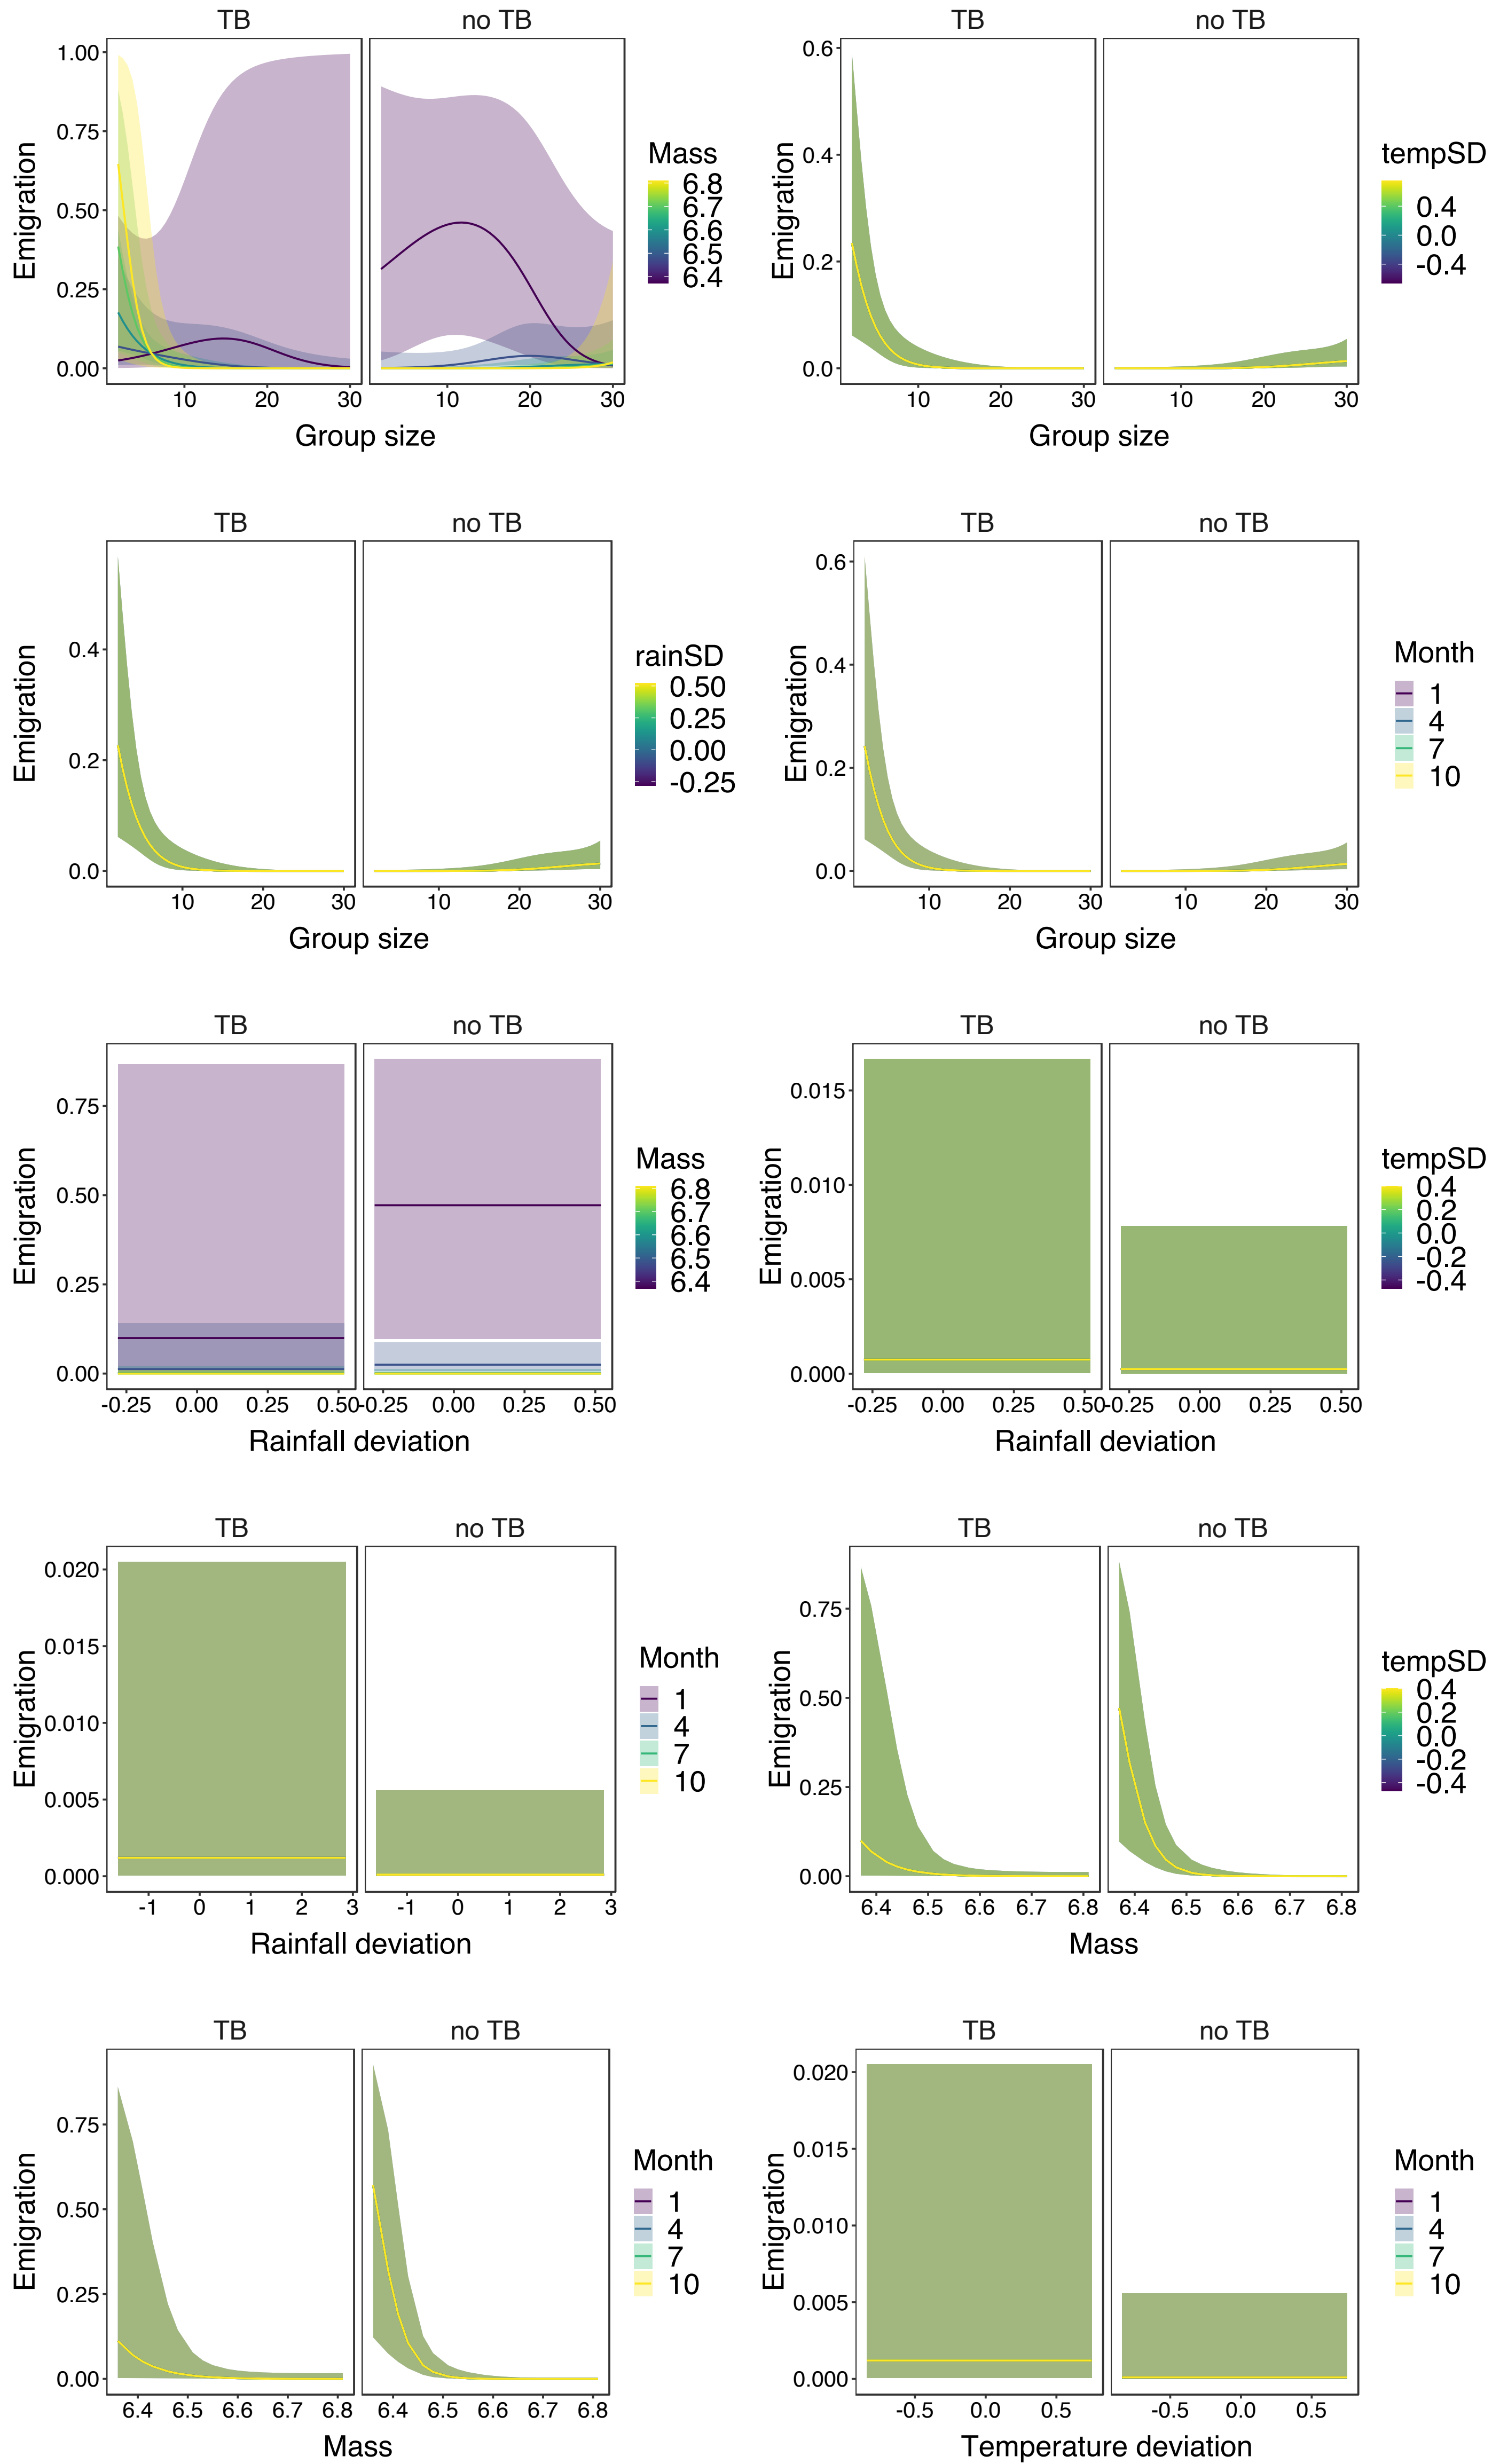 TB no TB
1.00
0.75
0.50
0.25
0.00
Emigration
10 20 30 10 20 30
Group size
Mass
6.8
6.7
6.6
6.5
6.4
TB no TB
0.6
0.4
0.2
0.0
Emigration
10 20 30 10 20 30
Group size
tempSD
0.4
0.0
-0.4
TB no TB
0.4
0.2
0.0
Emigration
10 20 30 10 20 30
Group size
rainSD
0.50
0.25
0.00
-0.25
TB no TB
0.6
0.4
0.2
0.0
Emigration
10 20 30 10 20 30
Group size
Month
1
4
7
10
TB no TB
0.75
0.50
0.25
0.00
Emigration
-0.25 0.00 0.25 0.50 -0.25 0.00 0.25 0.50
Rainfall deviation
Mass
6.8
6.7
6.6
6.5
6.4
TB no TB
0.015
0.010
0.005
0.000
Emigration
-0.25 0.00 0.25 0.50 -0.25 0.00 0.25 0.50
Rainfall deviation
tempSD
0.4
0.2
0.0
-0.2
-0.4
TB no TB
0.020
0.015
0.010
0.005
0.000
Emigration
-1 0 1 2 3 -1 0 1 2 3
Rainfall deviation
Month
1
4
7
10
TB no TB
0.75
0.50
0.25
0.00
Emigration
6.4 6.5 6.6 6.7 6.8 6.4 6.5 6.6 6.7 6.8
Mass
tempSD
0.4
0.2
0.0
-0.2
-0.4
TB no TB
0.75
0.50
0.25
0.00
Emigration
6.4 6.5 6.6 6.7 6.8 6.4 6.5 6.6 6.7 6.8
Mass
Month
1
4
7
10
TB no TB
0.020
0.015
0.010
0.005
0.000
Emigration
-0.5 0.0 0.5 -0.5 0.0 0.5
Temperature deviation
Month
1
4
7
10